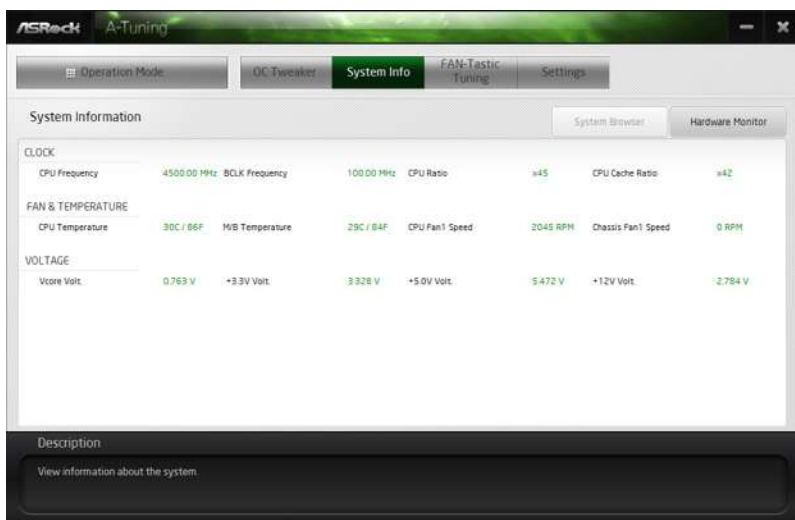 ASRock A-Tuning
Operation Mode OC Tweaker System Info FAN-Tastic Tuning Settings
System Information System Browser Hardware Monitor
CLOCK
CPU Frequency 4500.00 MHz BCLK Frequency 100.00 MHz CPU Ratio x45 CPU Cache Ratio x42
FAN & TEMPERATURE
CPU Temperature 30C / 86F M/B Temperature 29C / 84F CPU Fan1 Speed 2045 RPM Chassis Fan1 Speed 0 RPM
VOLTAGE
Vcore Volt. 0.763 V +3.3V Volt. 3.328 V +5.0V Volt. 5.472 V +12V Volt. 2.784 V
Description
View information about the system.